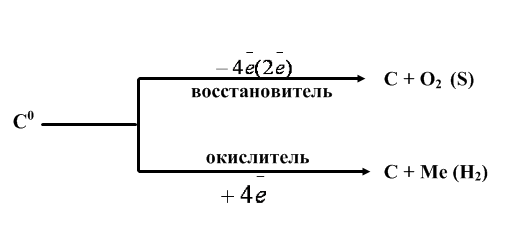 – 4ē(2ē)
C + O₂ (S)
восстановитель
C⁰
окислитель
C + Me (H₂)
+ 4ē